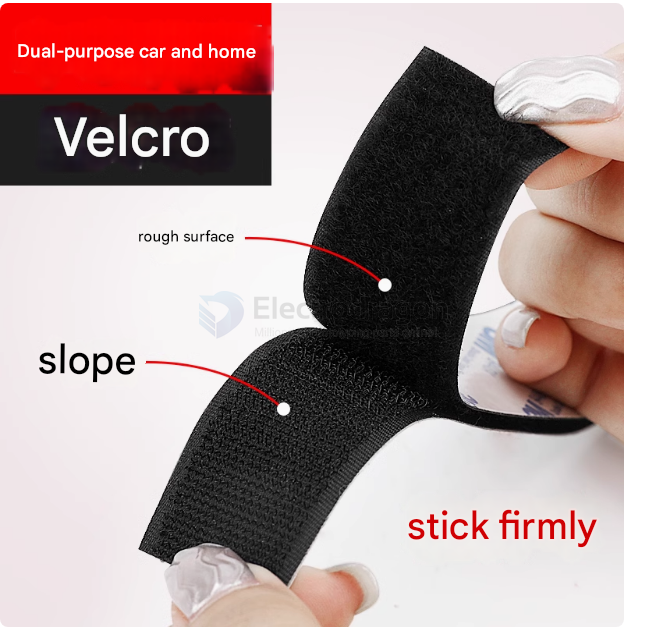 Dual-purpose car and home
Velcro
rough surface
slope
stick firmly